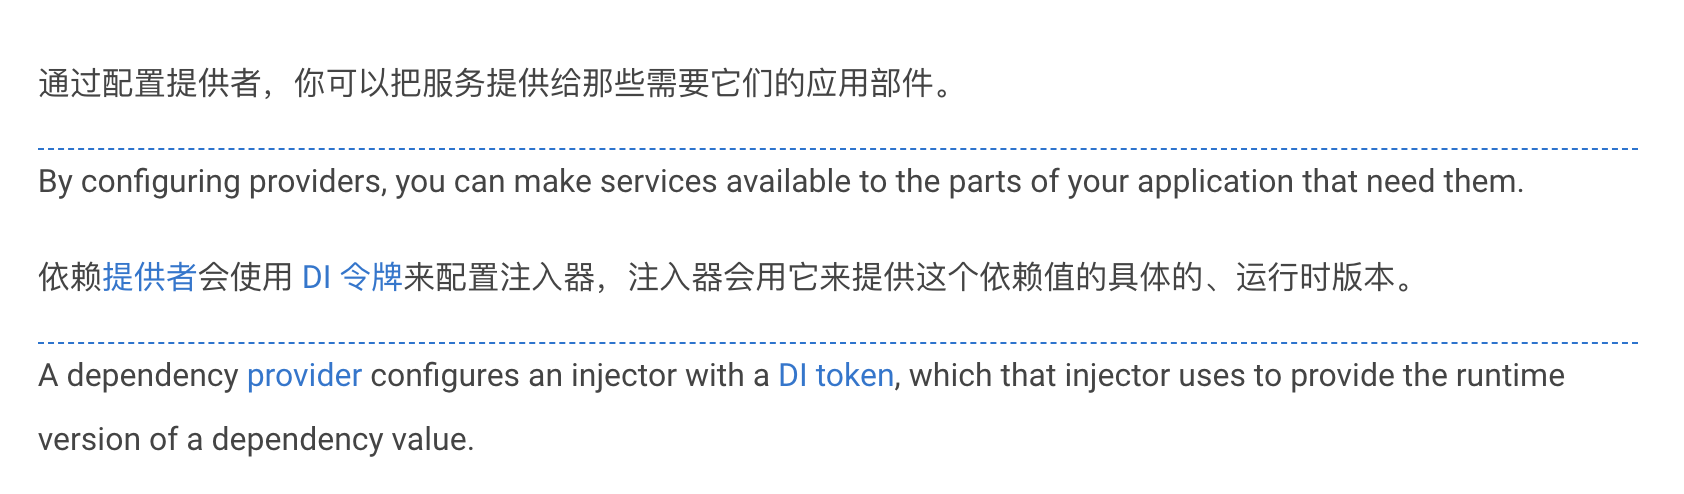 通过配置提供者，你可以把服务提供给那些需要它们的应用部件。
By configuring providers, you can make services available to the parts of your application that need them.
依赖提供者会使用 DI 令牌来配置注入器，注入器会用它来提供这个依赖值的具体的、运行时版本。
A dependency provider configures an injector with a DI token, which that injector uses to provide the runtime
version of a dependency value.